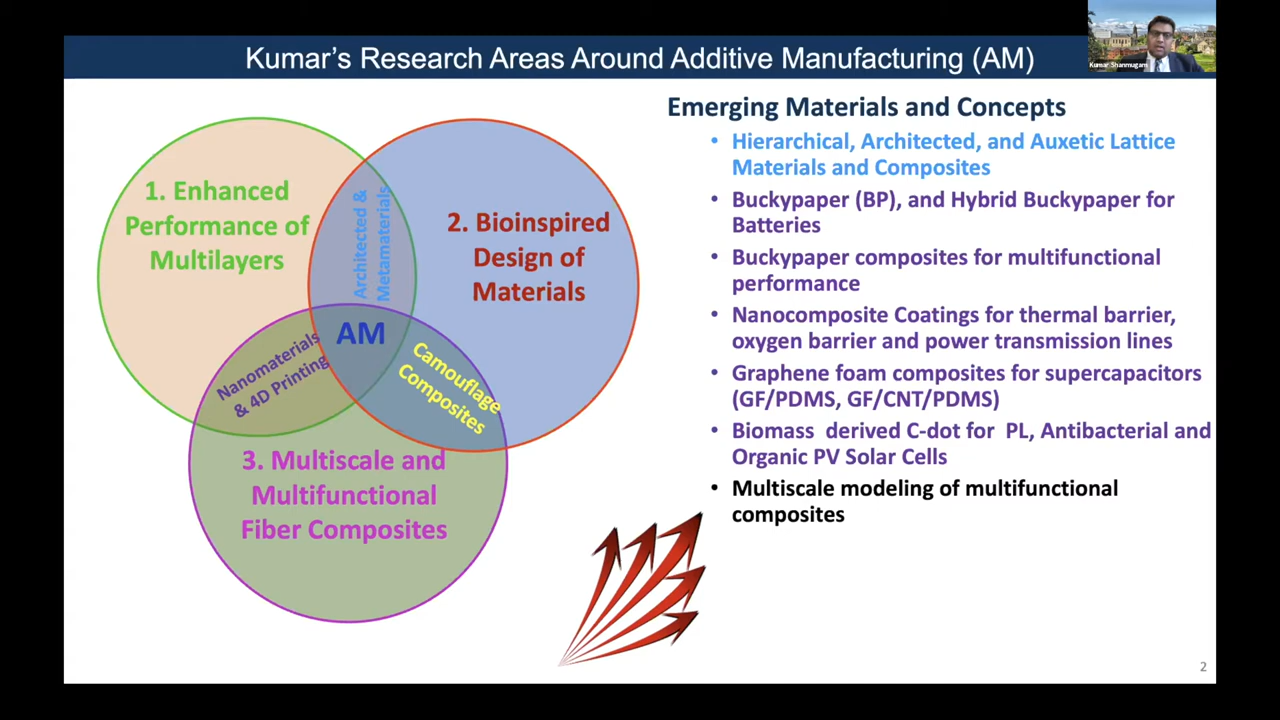 Kumar's Research Areas Around Additive Manufacturing (AM)
Kumar Shanmugam
1. Enhanced
Performance of
Multilayers
Architected &
Metamaterials
2. Bioinspired
Design of
Materials
AM
Nanomaterials
& 4D Printing
Camouflage
Composites
3. Multiscale and
Multifunctional
Fiber Composites
Emerging Materials and Concepts
• Hierarchical, Architected, and Auxetic Lattice
Materials and Composites
• Buckypaper (BP), and Hybrid Buckypaper for
Batteries
• Buckypaper composites for multifunctional
performance
• Nanocomposite Coatings for thermal barrier,
oxygen barrier and power transmission lines
• Graphene foam composites for supercapacitors
(GF/PDMS, GF/CNT/PDMS)
• Biomass derived C-dot for PL, Antibacterial and
Organic PV Solar Cells
• Multiscale modeling of multifunctional
composites
2